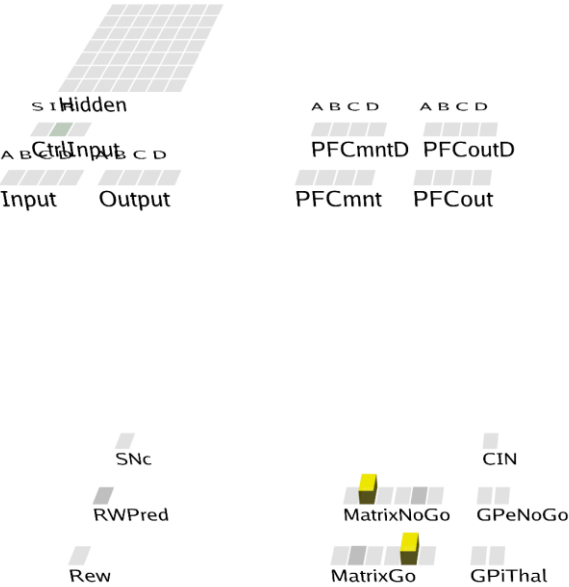 S I R
Hidden
A B C D
A B C D
CtrlInput
PFCmntD
PFCoutD
A B C D
A B C D
Input
Output
PFCmnt
PFCout
SNc
CIN
RWPred
MatrixNoGo
GPeNoGo
Rew
MatrixGo
GPiThal